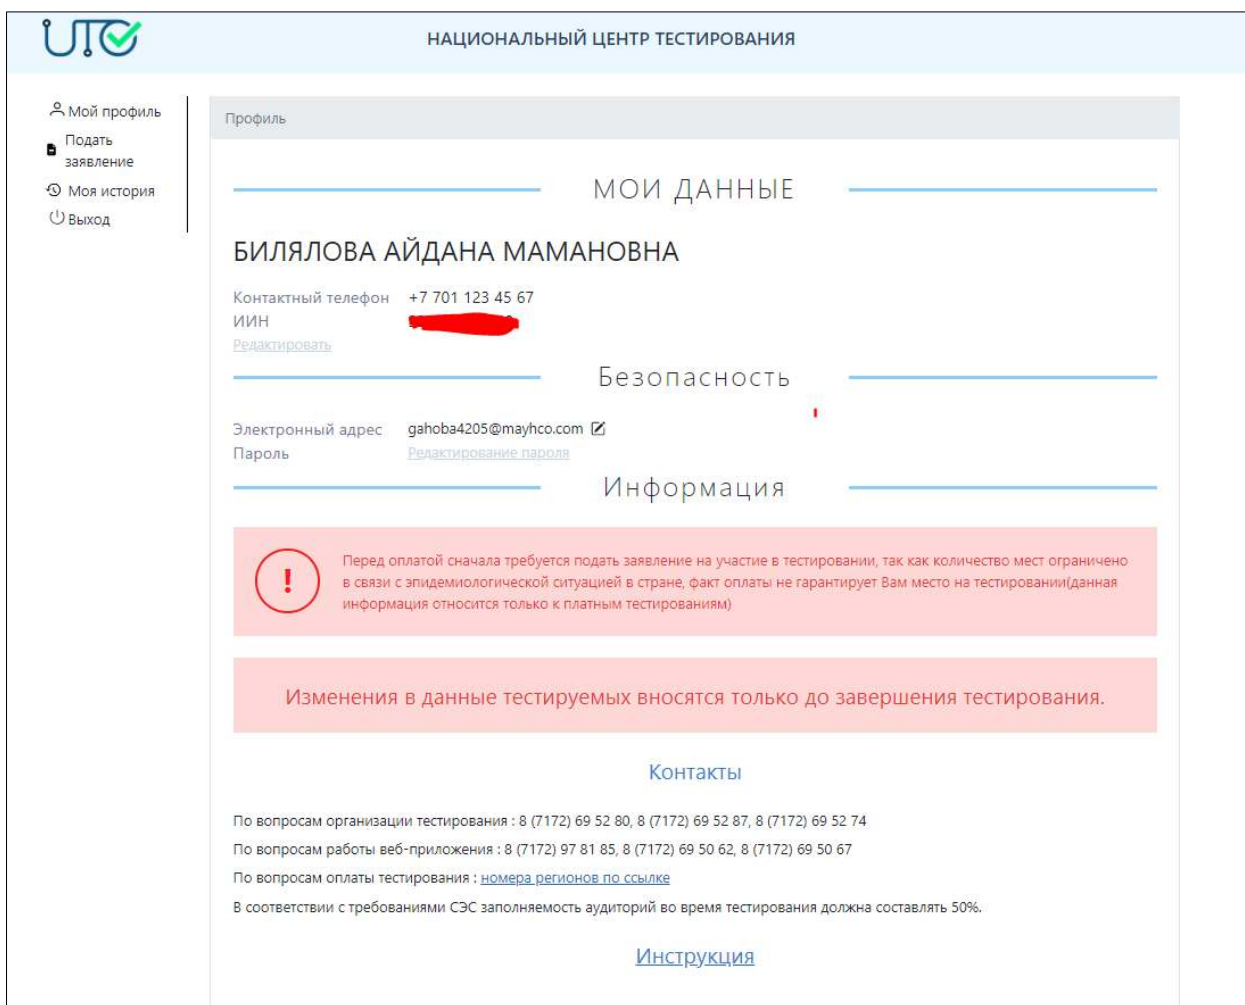 UTO
НАЦИОНАЛЬНЫЙ ЦЕНТР ТЕСТИРОВАНИЯ
Мой профиль
Подать
заявление
Моя история
Выход
Профиль
МОИ ДАННЫЕ
БИЛЯЛОВА АЙДАНА МАМАНОВНА
Контактный телефон +7 701 123 45 67
ИИН
Редактировать
Безопасность
Электронный адрес gahoba4205@mayhco.com
Пароль Редактирование пароля
Информация
Перед оплатой сначала требуется подать заявление на участие в тестировании, так как количество мест ограничено
в связи с эпидемиологической ситуацией в стране, факт оплаты не гарантирует Вам место на тестировании(данная
информация относится только к платным тестированиям)
Изменения в данные тестируемых вносятся только до завершения тестирования.
Контакты
По вопросам организации тестирования : 8 (7172) 69 52 80, 8 (7172) 69 52 87, 8 (7172) 69 52 74
По вопросам работы веб-приложения : 8 (7172) 97 81 85, 8 (7172) 69 50 62, 8 (7172) 69 50 67
По вопросам оплаты тестирования : номера регионов по ссылке
В соответствии с требованиями СЭС заполняемость аудиторий во время тестирования должна составлять 50%.
Инструкция